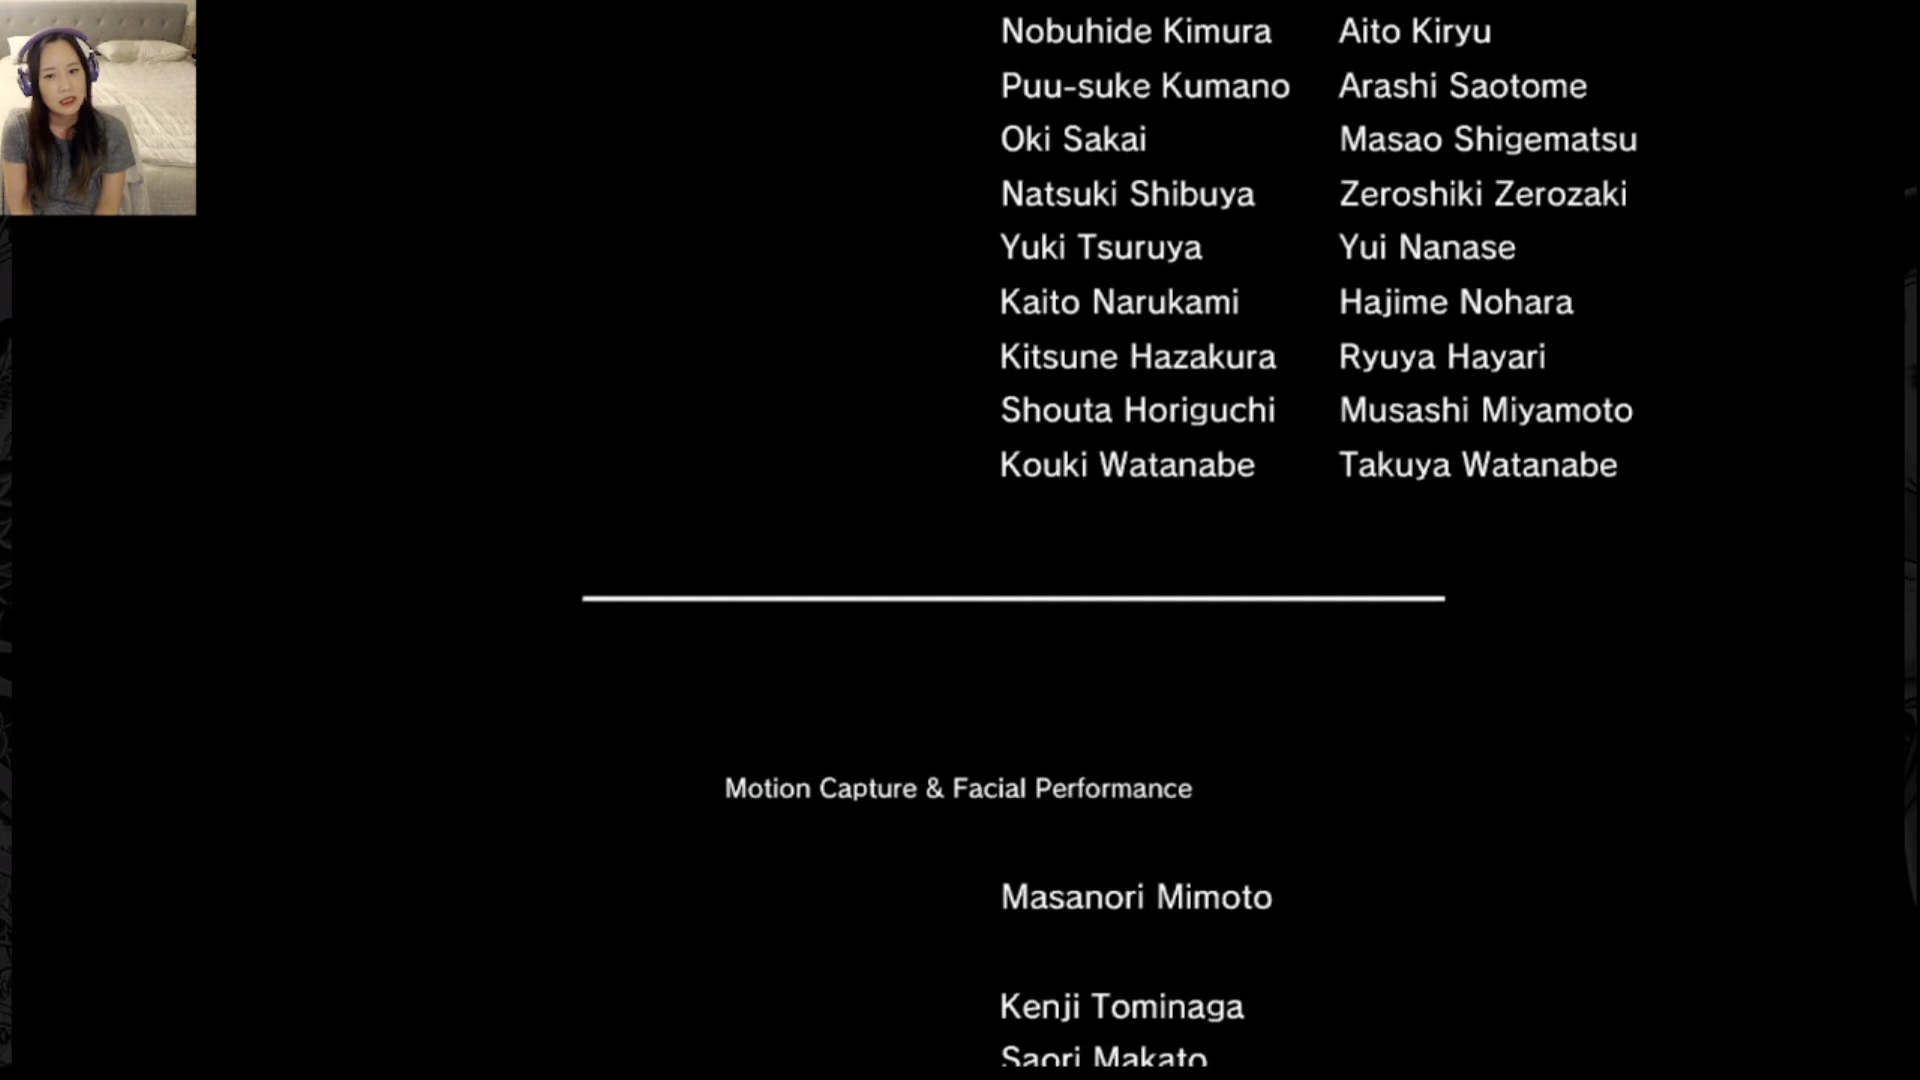 Nobuhide Kimura Aito Kiryu
Puu-suke Kumano Arashi Saotome
Oki Sakai Masao Shigematsu
Natsuki Shibuya Zeroshiki Zerozaki
Yuki Tsuruya Yui Nanase
Kaito Narukami Hajime Nohara
Kitsune Hazakura Ryuya Hayari
Shouta Horiguchi Musashi Miyamoto
Kouki Watanabe Takuya Watanabe
Motion Capture & Facial Performance
Masanori Mimoto
Kenji Tominaga
Saori Makato